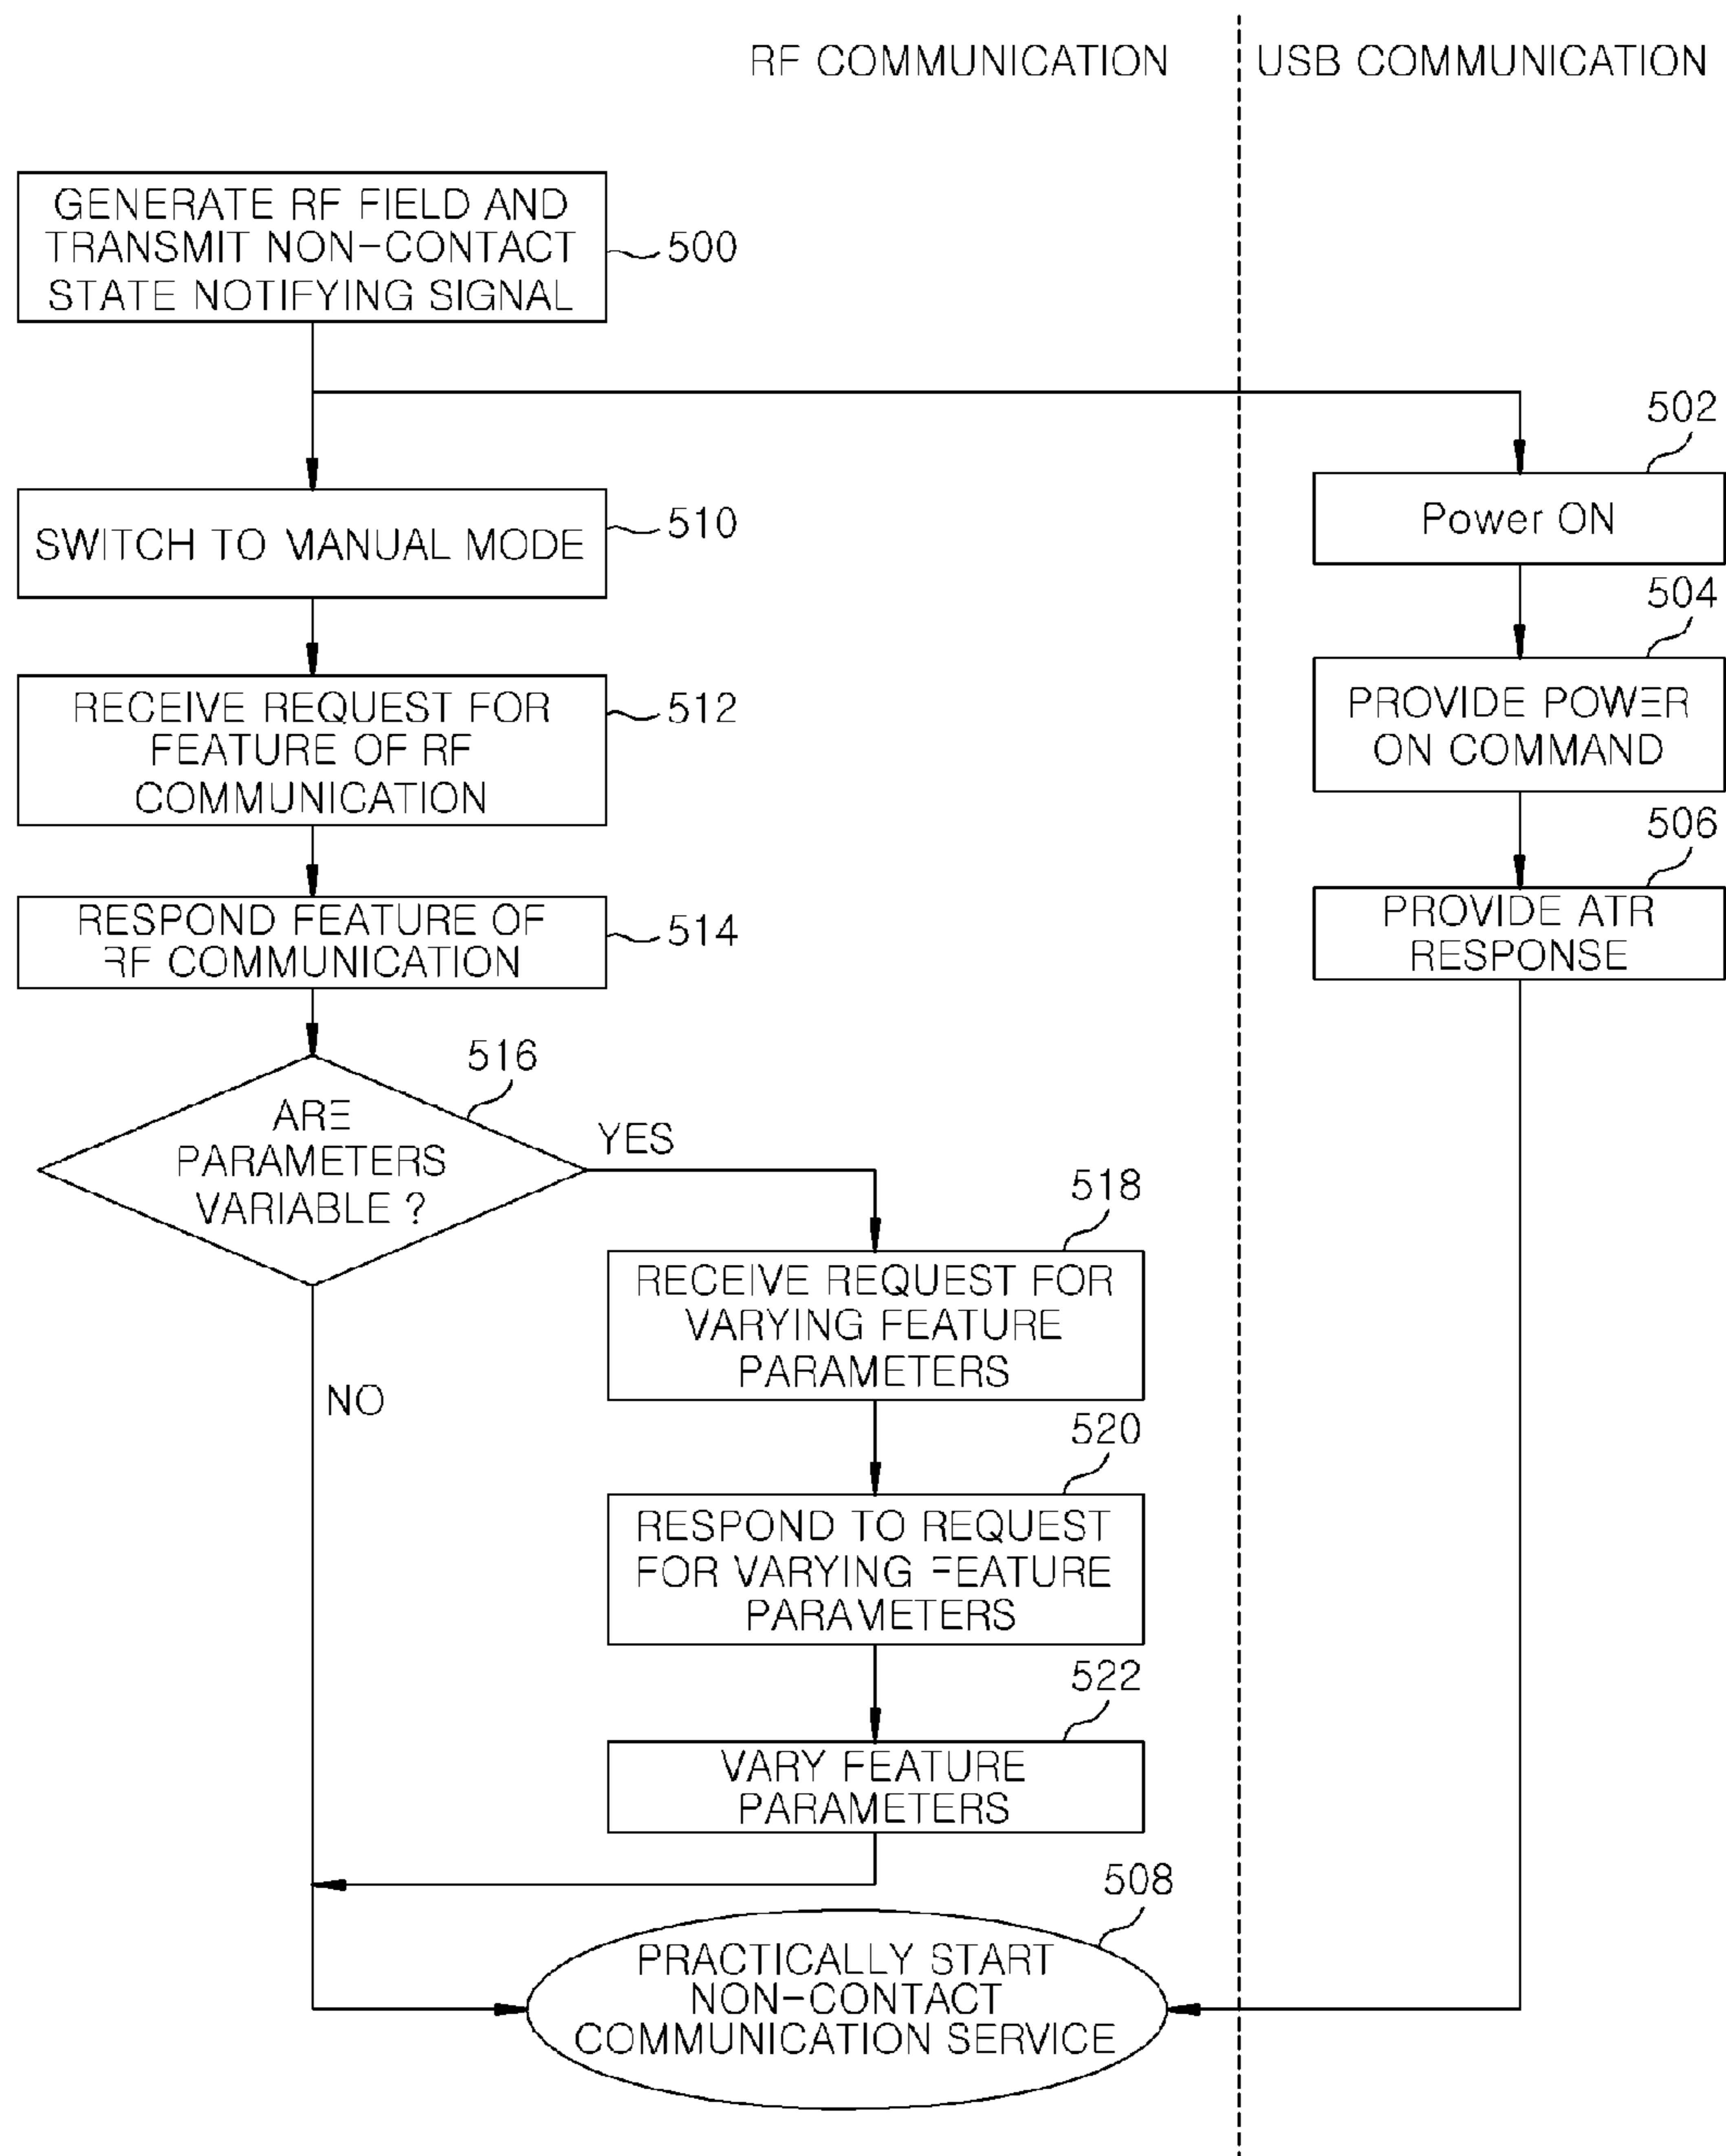 RF COMMUNICATION
USB COMMUNICATION
GENERATE RF FIELD AND
TRANSMIT NON-CONTACT
STATE NOTIFYING SIGNAL
500
502
Power ON
SWITCH TO MANUAL MODE
510
504
PROVIDE POWER
ON COMMAND
RECEIVE REQUEST FOR
FEATURE OF RF
COMMUNICATION
512
506
PROVIDE ATR
RESPONSE
RESPOND FEATURE OF
RF COMMUNICATION
514
516
ARE
PARAMETERS
VARIABLE ?
YES
NO
518
RECEIVE REQUEST FOR
VARYING FEATURE
PARAMETERS
520
RESPOND TO REQUEST
FOR VARYING FEATURE
PARAMETERS
522
VARY FEATURE
PARAMETERS
508
PRACTICALLY START
NON-CONTACT
COMMUNICATION SERVICE